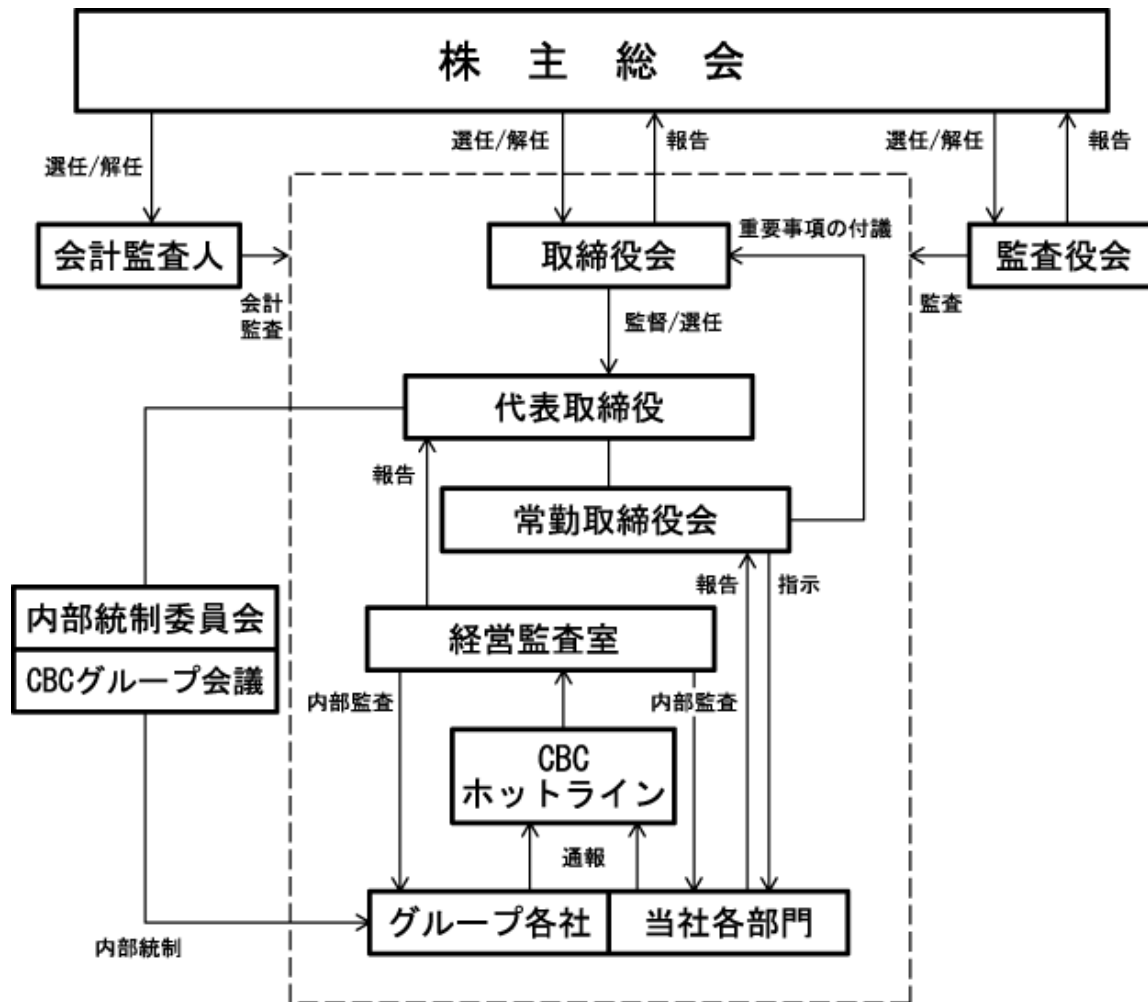 株主総会
選任/解任
選任/解任
報告
選任/解任
報告
会計監査人
取締役会
重要事項の付議
監査役会
会計
監査
監督/選任
監査
代表取締役
報告
常勤取締役会
報告
指示
内部統制委員会
CBCグループ会議
経営監査室
内部監査
内部監査
CBC
ホットライン
通報
グループ各社
当社各部門
内部統制